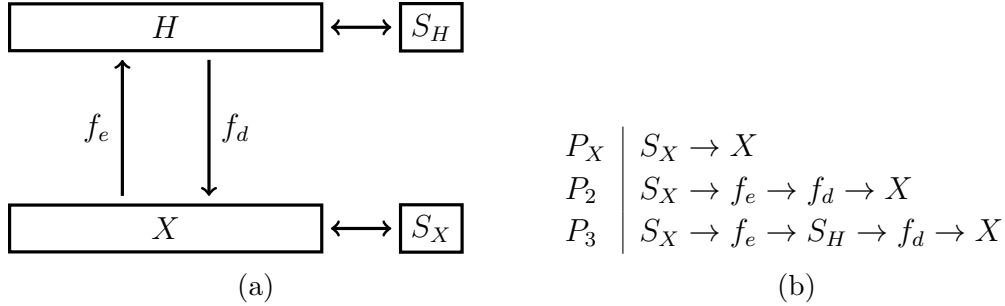 H S_H
f_e f_d
X S_X
(a)
P_X | S_X → X
P_2 | S_X → f_e → f_d → X
P_3 | S_X → f_e → S_H → f_d → X
(b)